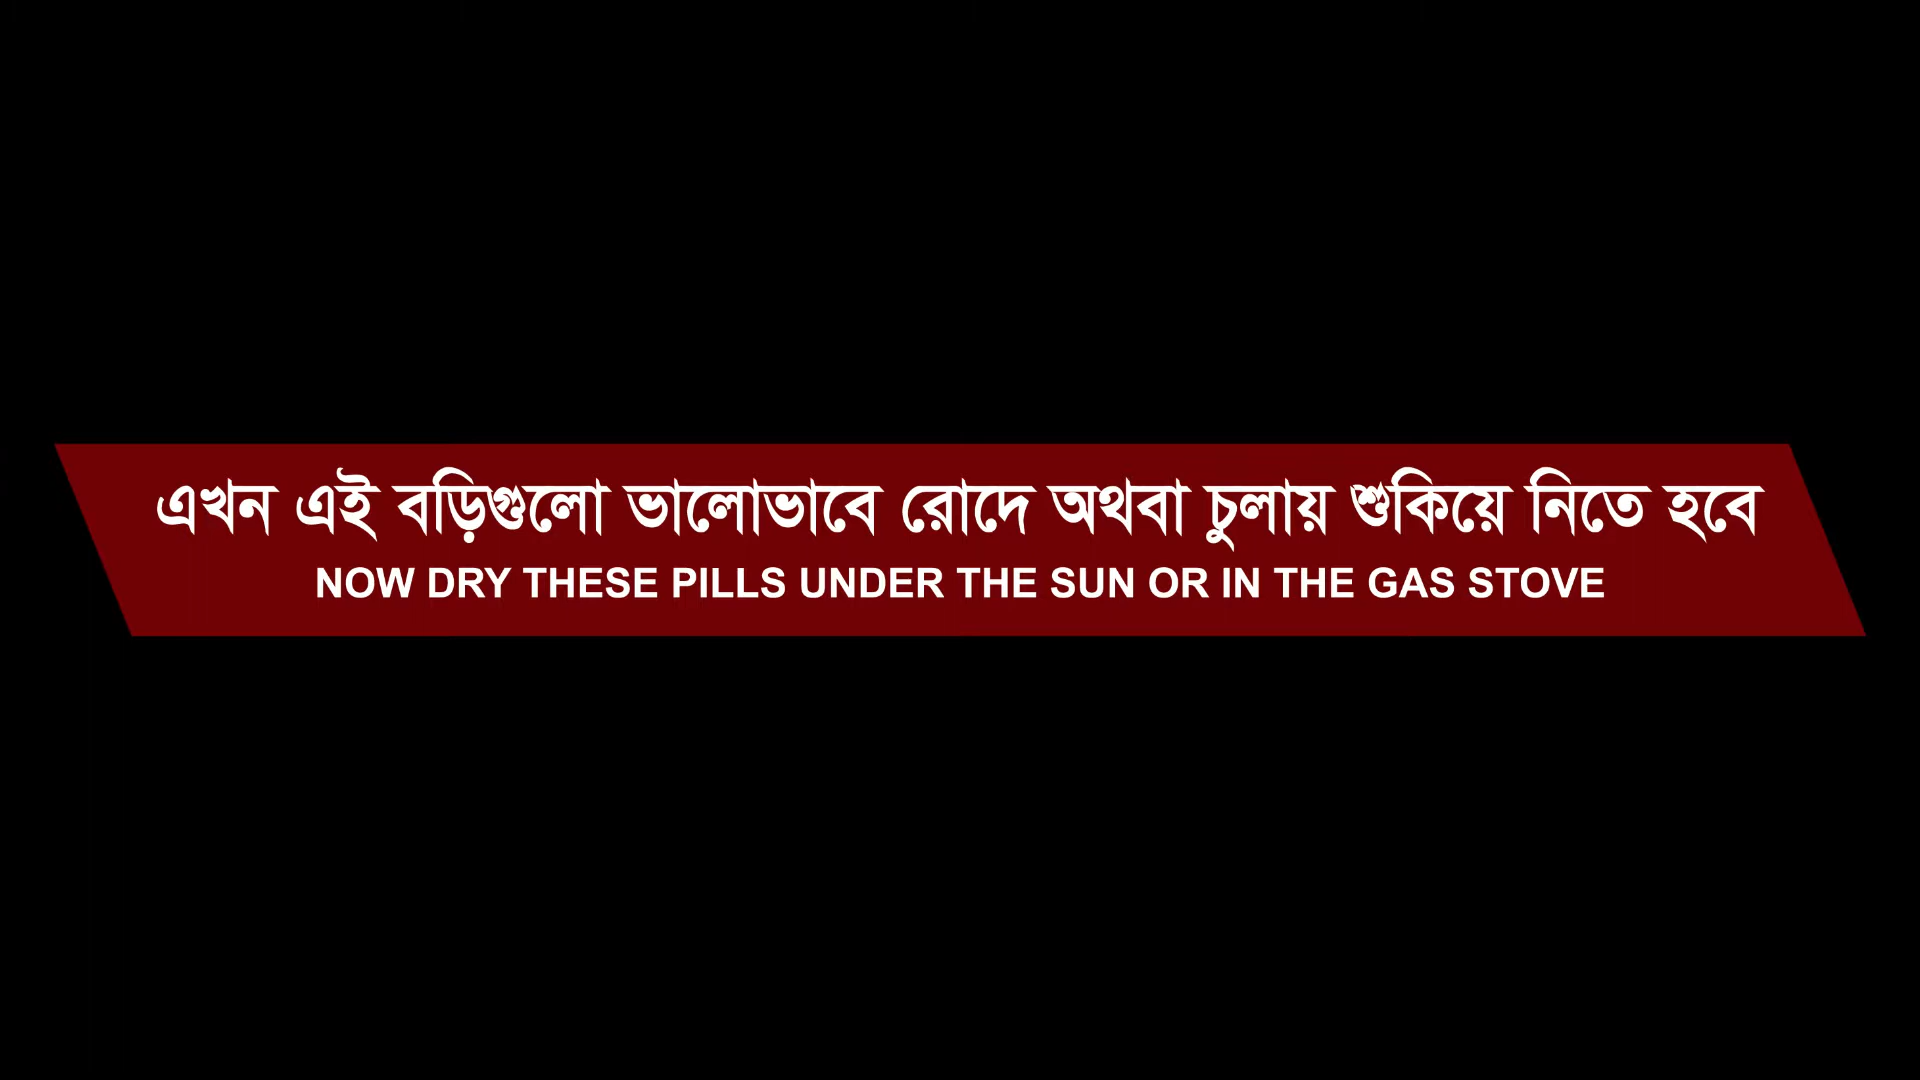 এখন এই বড়িগুলো ভালোভাবে রোদে অথবা চুলায় শুকিয়ে নিতে হবে
NOW DRY THESE PILLS UNDER THE SUN OR IN THE GAS STOVE